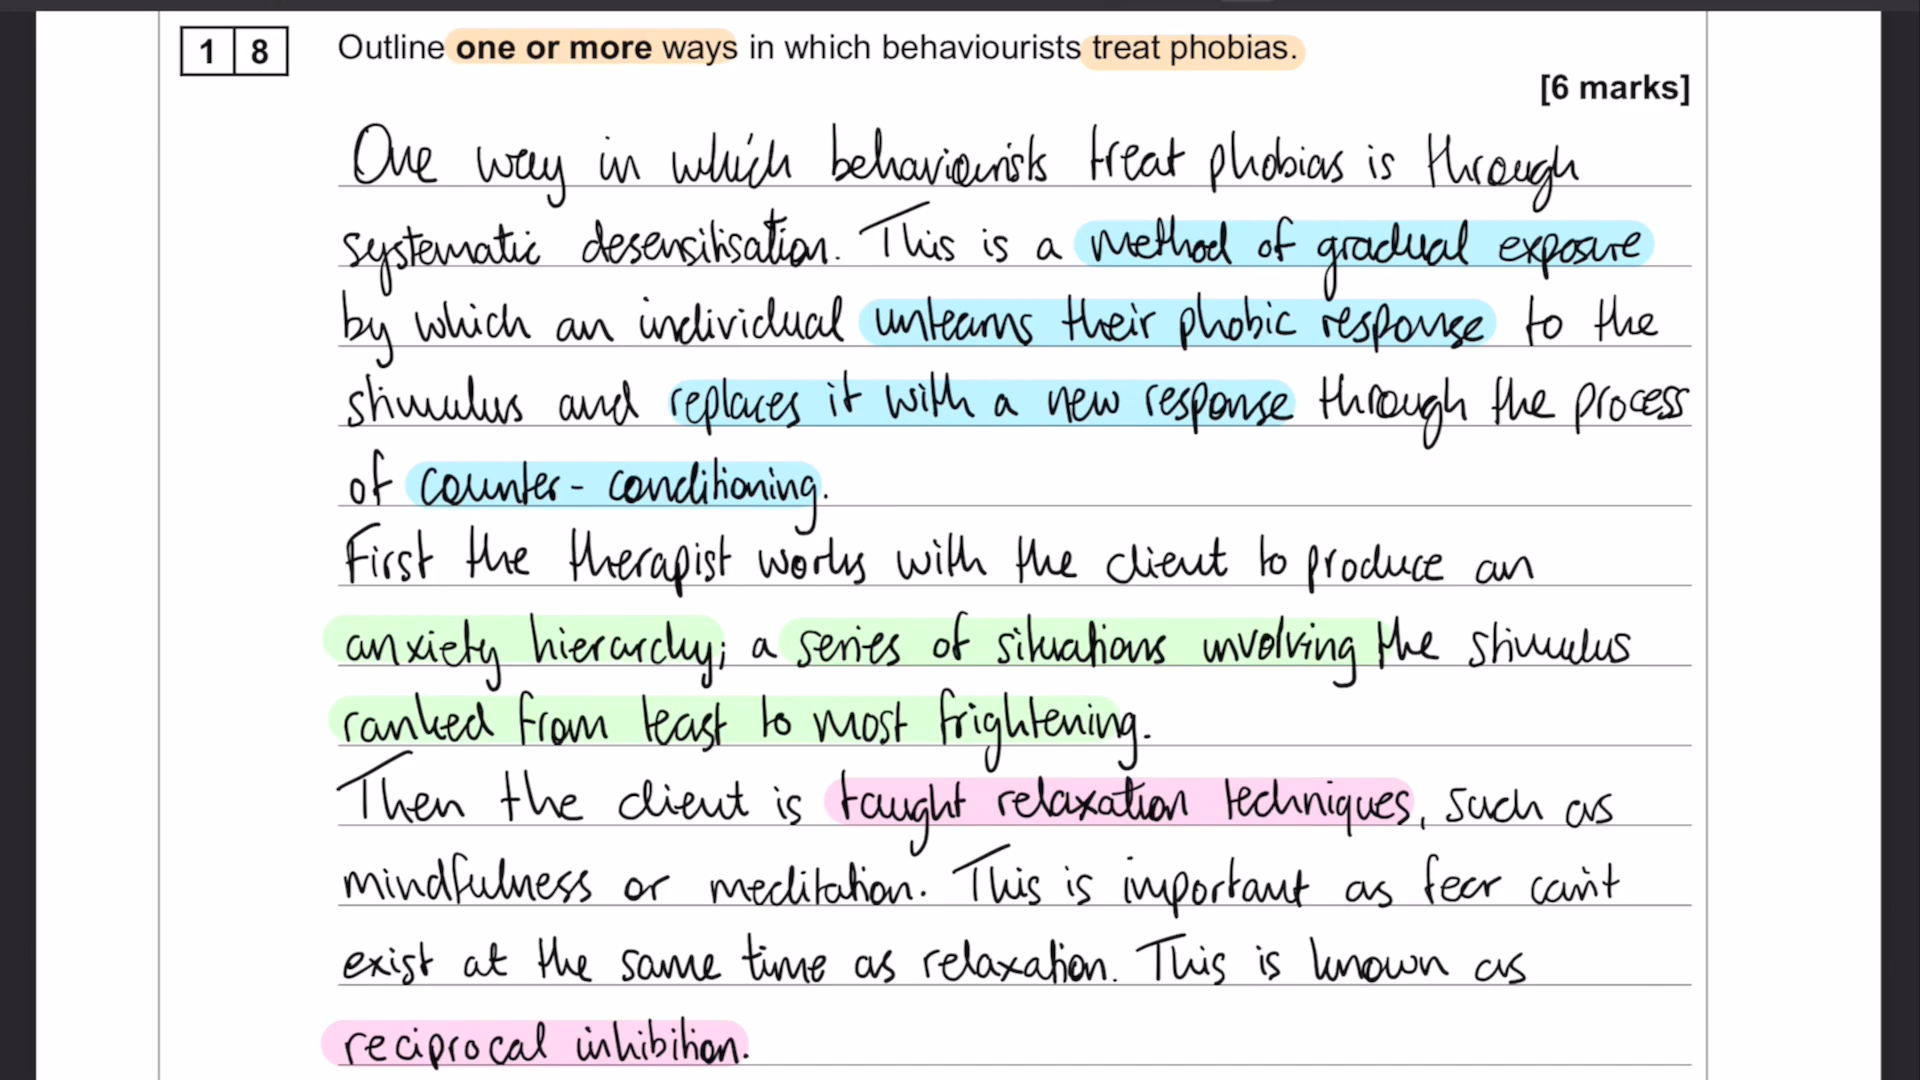 1 8 Outline one or more ways in which behaviourists treat phobias.
[6 marks]
One way in which behaviourists treat phobias is through
systematic desensitisation. This is a method of gradual exposure
by which an individual unlearns their phobic response to the
stimulus and replaces it with a new response through the process
of counter-conditioning.
First the therapist works with the client to produce an
anxiety hierarchy; a series of situations involving the stimulus
ranked from least to most frightening.
Then the client is taught relaxation techniques, such as
mindfulness or meditation. This is important as fear can't
exist at the same time as relaxation. This is known as
reciprocal inhibition.